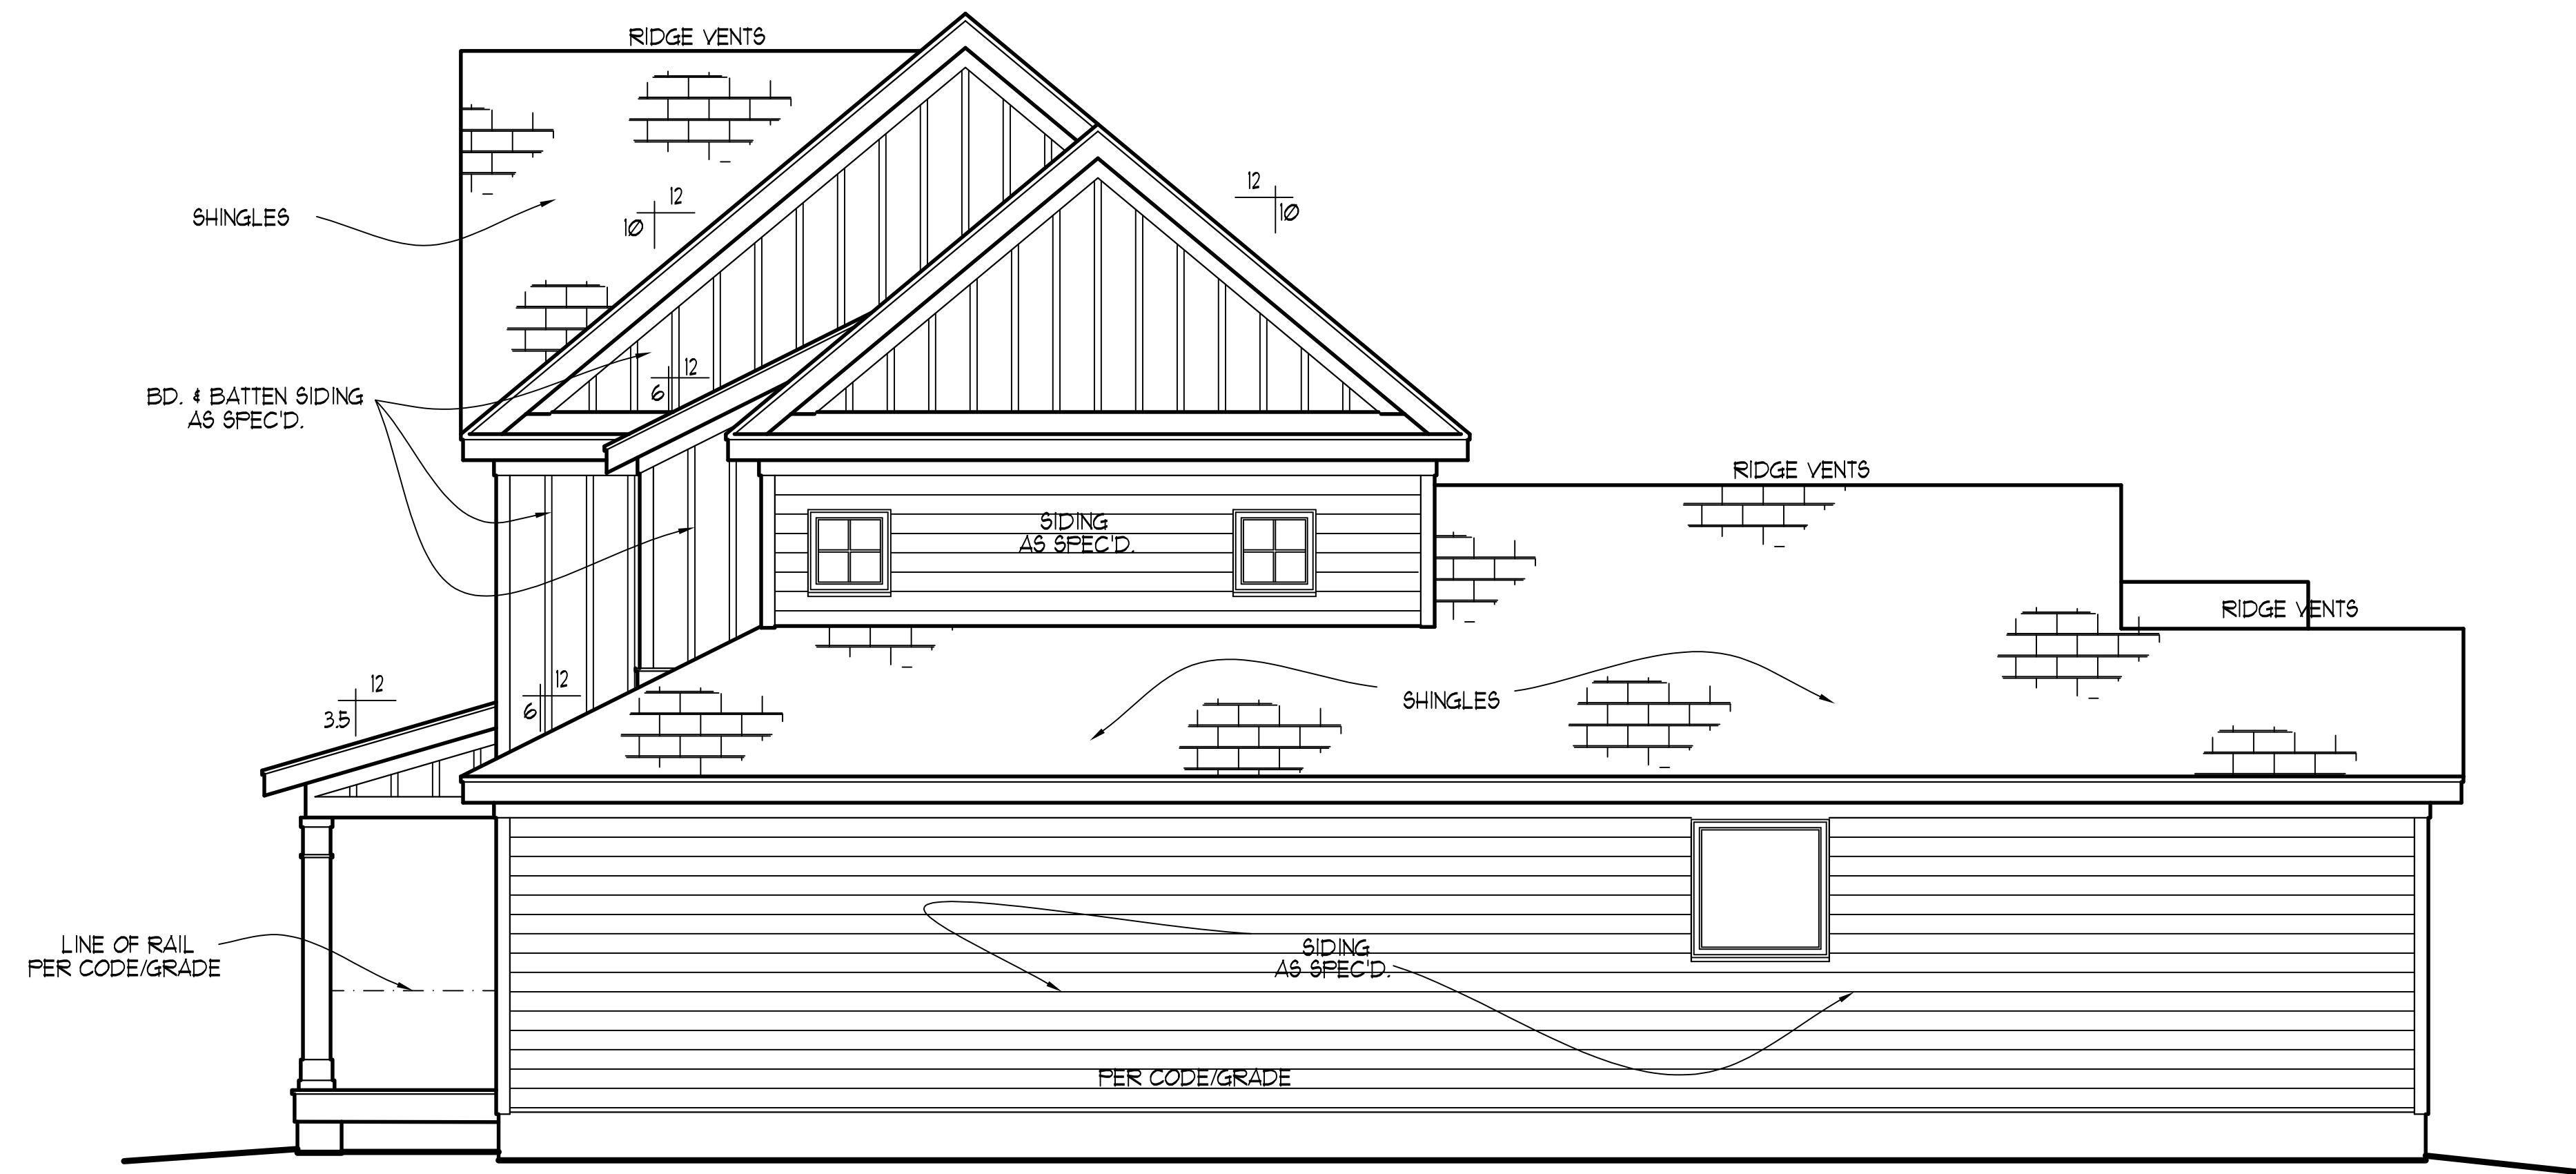 RIDGE VENTS
12
12
10
10
SHINGLES
12
6
BD. & BATTEN SIDING
AS SPEC'D.
RIDGE VENTS
SIDING
AS SPEC'D.
RIDGE VENTS
12
12
3.5
6
SHINGLES
LINE OF RAIL
PER CODE/GRADE
SIDING
AS SPEC'D.
PER CODE/GRADE